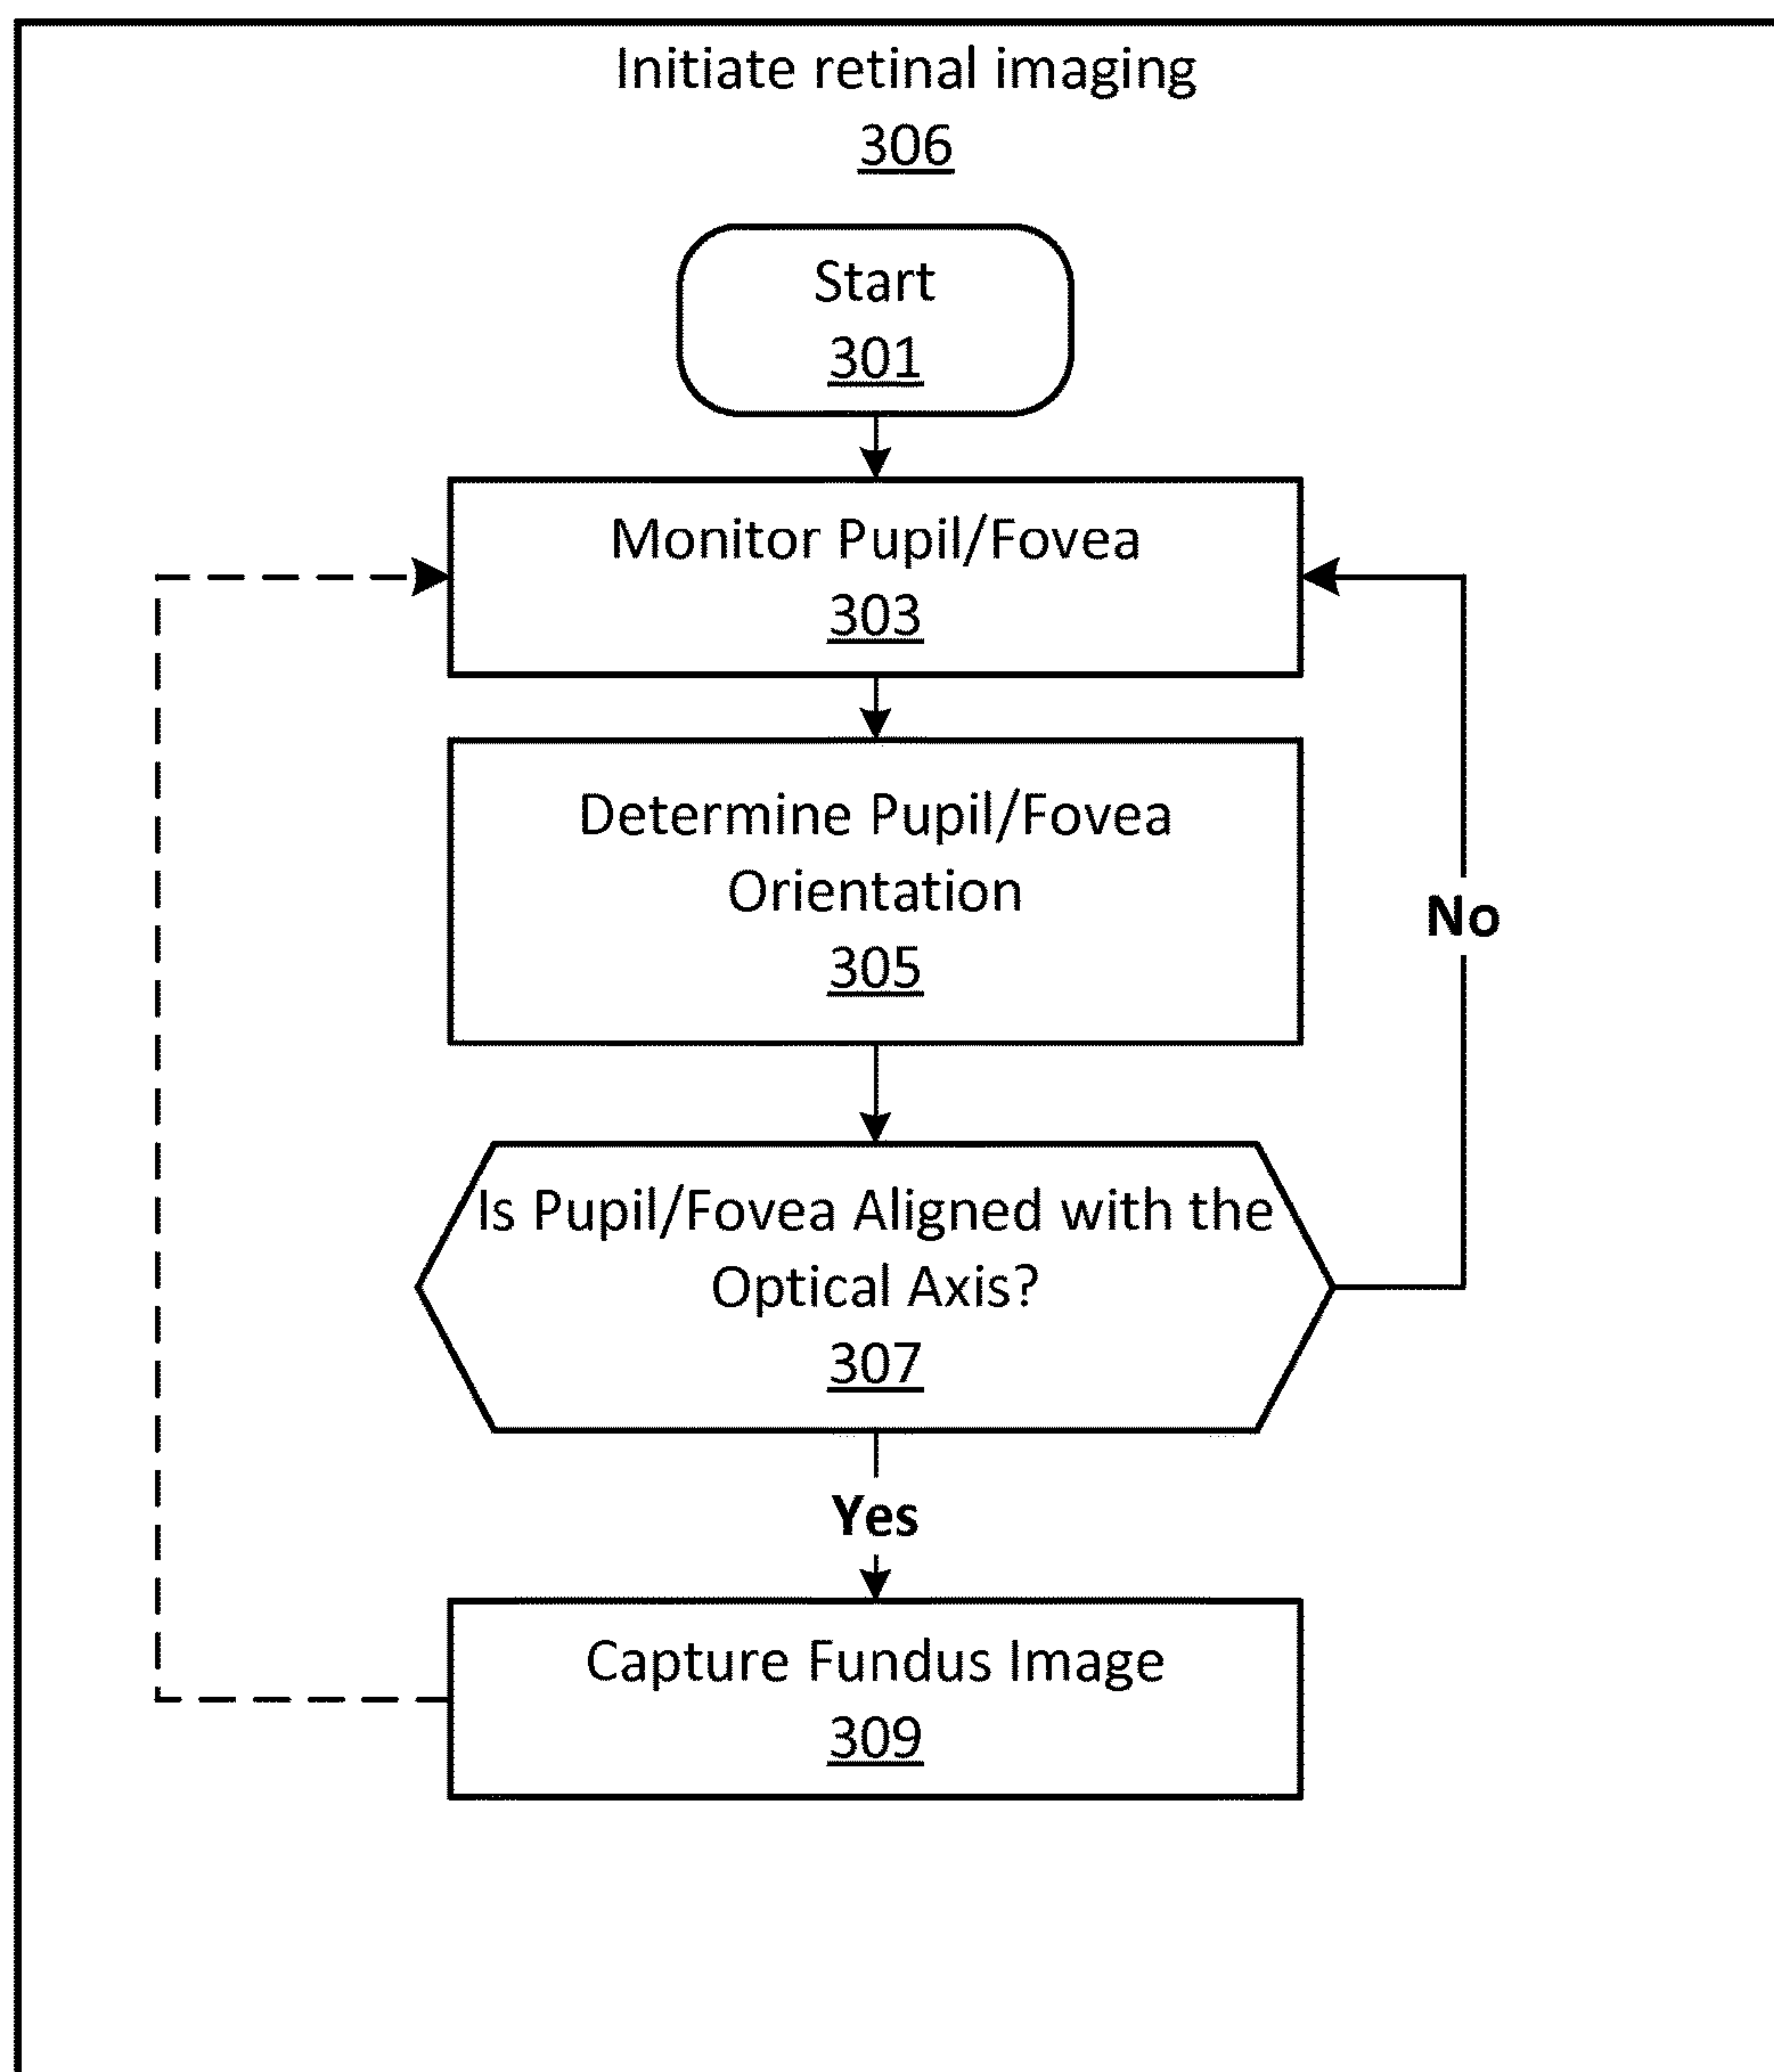 Initiate retinal imaging
306
Start
301
Monitor Pupil/Fovea
303
Determine Pupil/Fovea
Orientation
305
No
Is Pupil/Fovea Aligned with the
Optical Axis?
307
Yes
Capture Fundus Image
309